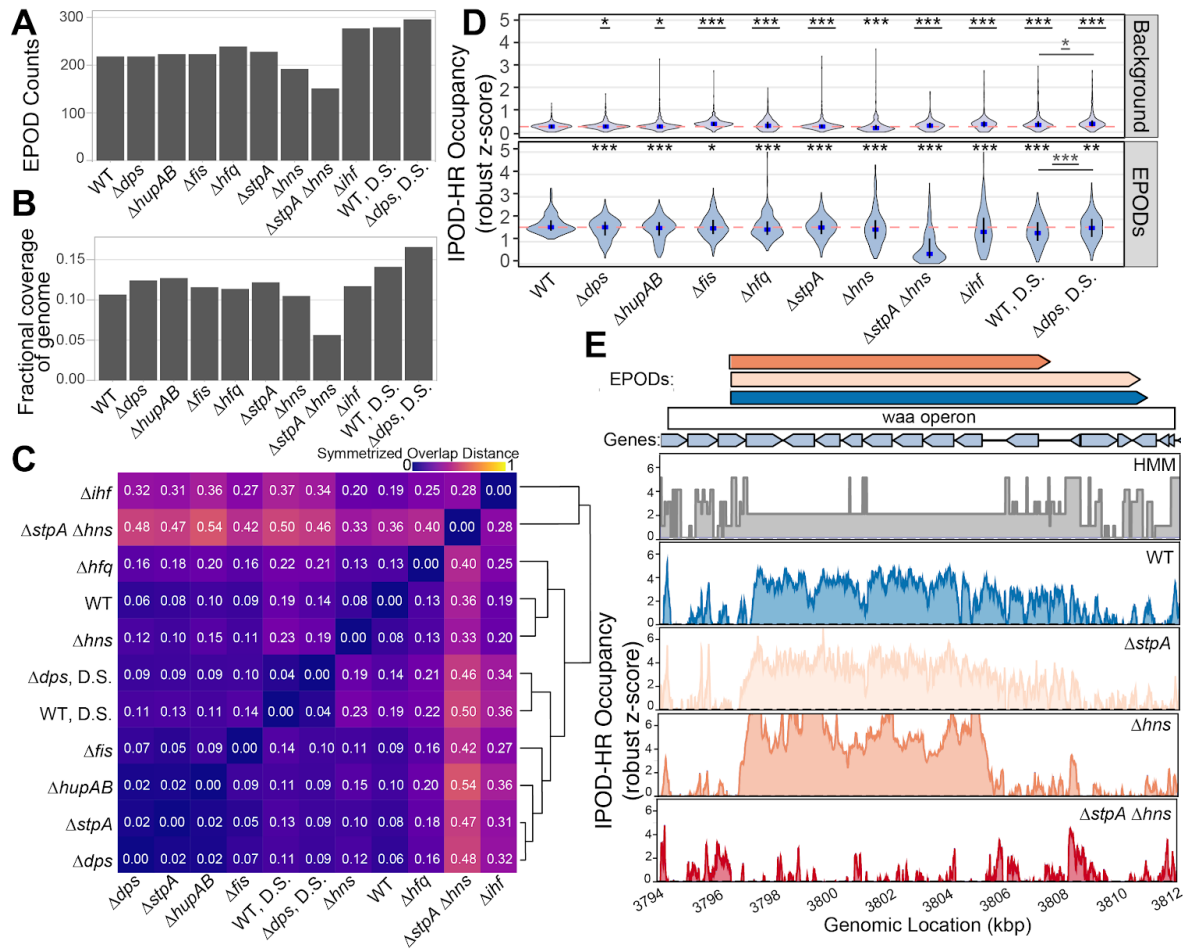 A
EPOD Counts
300
200
100
0
WT
Δdps
ΔhupAB
Δfis
Δhfq
ΔstpA
Δhns
ΔstpA Δhns
Δihf
WT, D.S.
Δdps, D.S.
B
Fractional coverage
of genome
0.15
0.10
0.05
0.00
WT
Δdps
ΔhupAB
Δfis
Δhfq
ΔstpA
Δhns
ΔstpA Δhns
Δihf
WT, D.S.
Δdps, D.S.
C
Symmetrized Overlap Distance
0 1
Δihf 0.32 0.31 0.36 0.27 0.37 0.34 0.20 0.19 0.25 0.28 0.00
ΔstpA Δhns 0.48 0.47 0.54 0.42 0.50 0.46 0.33 0.36 0.40 0.00 0.28
Δhfq 0.16 0.18 0.20 0.16 0.22 0.21 0.13 0.13 0.00 0.40 0.25
WT 0.06 0.08 0.10 0.09 0.19 0.14 0.08 0.00 0.13 0.36 0.19
Δhns 0.12 0.10 0.15 0.11 0.23 0.19 0.00 0.08 0.13 0.33 0.20
Δdps, D.S. 0.09 0.09 0.09 0.10 0.04 0.00 0.19 0.14 0.21 0.46 0.34
WT, D.S. 0.11 0.13 0.11 0.14 0.00 0.04 0.23 0.19 0.22 0.50 0.36
Δfis 0.07 0.05 0.09 0.00 0.14 0.10 0.11 0.09 0.16 0.42 0.27
ΔhupAB 0.02 0.02 0.00 0.09 0.11 0.09 0.15 0.10 0.20 0.54 0.36
ΔstpA 0.02 0.00 0.02 0.05 0.13 0.09 0.10 0.08 0.18 0.47 0.31
Δdps 0.00 0.02 0.02 0.07 0.11 0.09 0.12 0.06 0.16 0.48 0.32
Δdps
ΔstpA
ΔhupAB
Δfis
WT, D.S.
Δdps, D.S.
Δhns
WT
Δhfq
ΔstpA Δhns
Δihf
D
IPOD-HR Occupancy
(robust z-score)
5
4
3
2
1
0
* * *** *** *** *** *** *** *** ***
*
Background
5
4
3
2
1
0
*** *** * *** *** *** *** *** *** **
***
EPODs
WT
Δdps
ΔhupAB
Δfis
Δhfq
ΔstpA
Δhns
ΔstpA Δhns
Δihf
WT, D.S.
Δdps, D.S.
E
EPODs:
waa operon
Genes:
IPOD-HR Occupancy
(robust z-score)
HMM
6
4
2
0
WT
6
4
2
0
ΔstpA
6
4
2
0
Δhns
6
4
2
0
ΔstpA Δhns
6
4
2
0
3794 3796 3798 3800 3802 3804 3806 3808 3810 3812
Genomic Location (kbp)